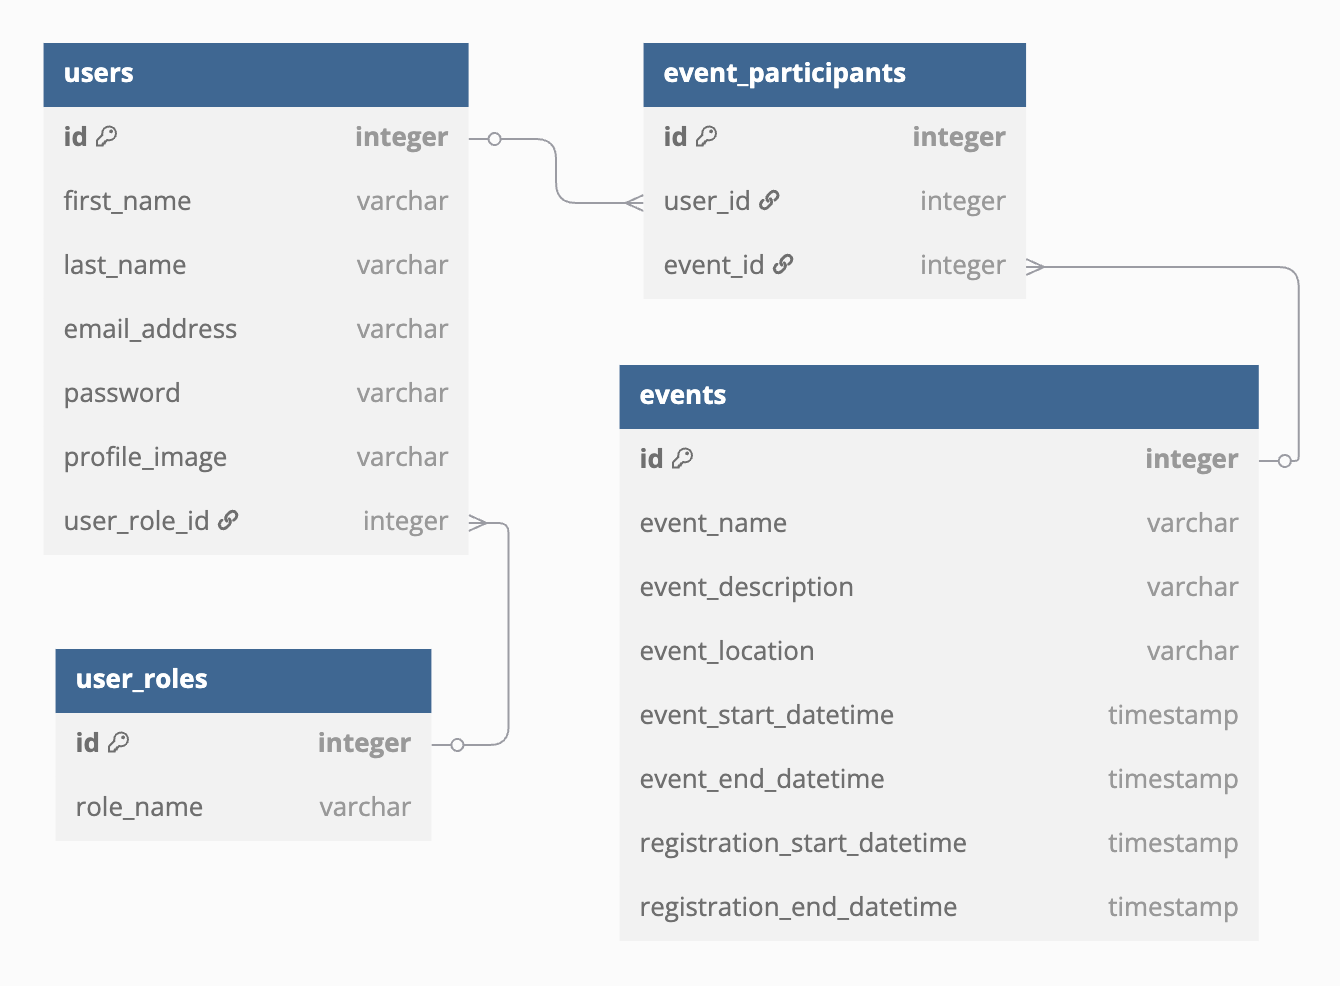 users
id integer
first_name varchar
last_name varchar
email_address varchar
password varchar
profile_image varchar
user_role_id integer
event_participants
id integer
user_id integer
event_id integer
events
id integer
event_name varchar
event_description varchar
event_location varchar
event_start_datetime timestamp
event_end_datetime timestamp
registration_start_datetime timestamp
registration_end_datetime timestamp
user_roles
id integer
role_name varchar